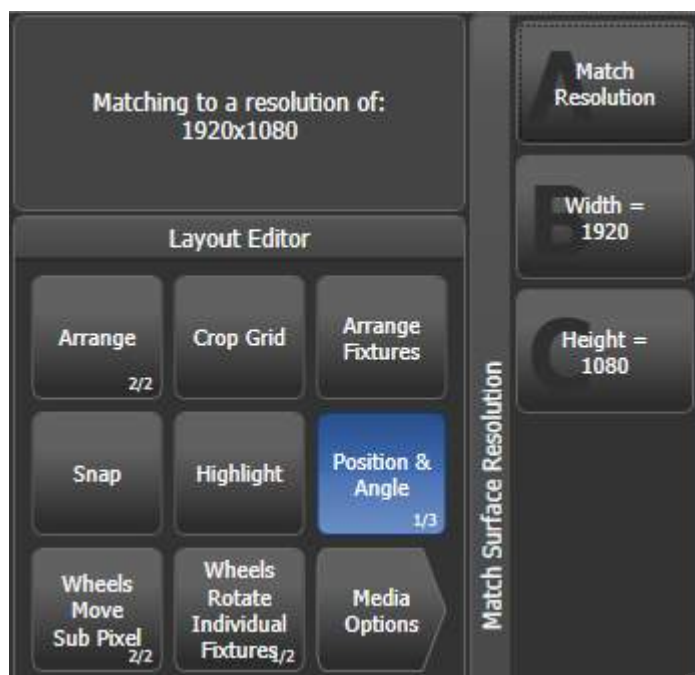 Matching to a resolution of:
1920x1080
Layout Editor
Arrange
2/2
Crop Grid
Arrange
Fixtures
Snap
Highlight
Position &
Angle
1/3
Wheels
Move
Sub Pixel
2/2
Wheels
Rotate
Individual
Fixtures
1/2
Media
Options
Match Surface Resolution
A
Match
Resolution
B
Width =
1920
C
Height =
1080